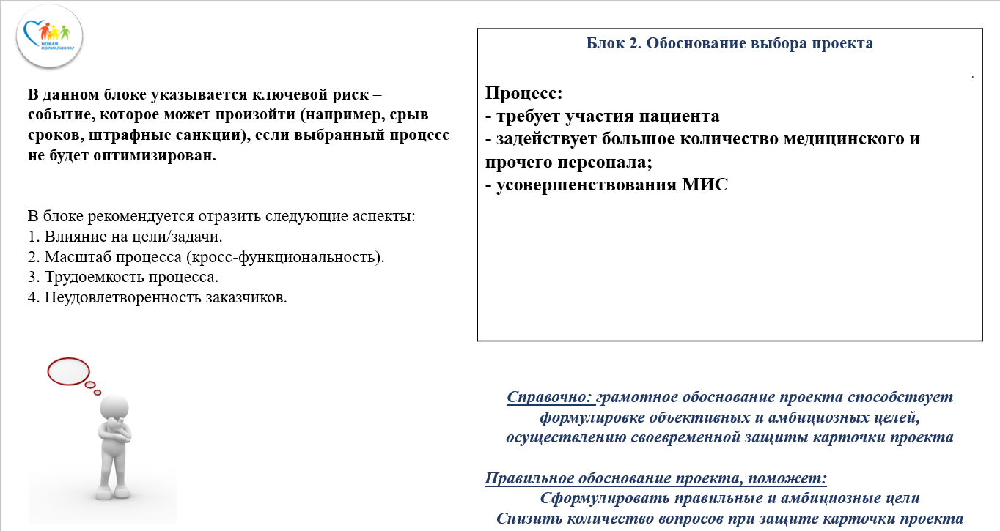 НОВАЯ
ПОЛИКЛИНИКА
В данном блоке указывается ключевой риск –
событие, которое может произойти (например, срыв
сроков, штрафные санкции), если выбранный процесс
не будет оптимизирован.
В блоке рекомендуется отразить следующие аспекты:
1. Влияние на цели/задачи.
2. Масштаб процесса (кросс-функциональность).
3. Трудоемкость процесса.
4. Неудовлетворенность заказчиков.
Блок 2. Обоснование выбора проекта
.
Процесс:
- требует участия пациента
- задействует большое количество медицинского и
прочего персонала;
- усовершенствования МИС
Справочно: грамотное обоснование проекта способствует
формулировке объективных и амбициозных целей,
осуществлению своевременной защиты карточки проекта
Правильное обоснование проекта, поможет:
Сформулировать правильные и амбициозные цели
Снизить количество вопросов при защите карточки проекта